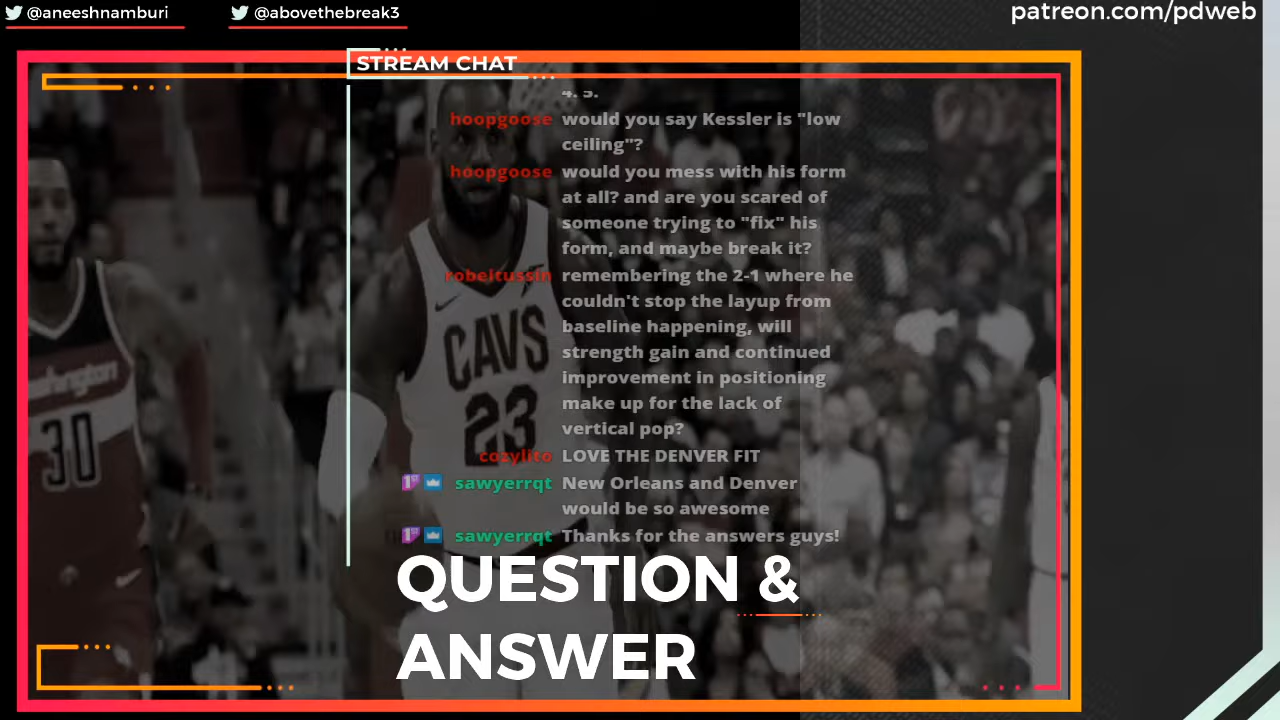 @aneeshnamburi
@abovethebreak3
patreon.com/pdweb
STREAM CHAT
4. 5.
hoopgoose would you say Kessler is "low
ceiling"?
hoopgoose would you mess with his form
at all? and are you scared of
someone trying to "fix" his
form, and maybe break it?
robeltussin remembering the 2-1 where he
couldn't stop the layup from
baseline happening, will
strength gain and continued
improvement in positioning
make up for the lack of
vertical pop?
cozylito LOVE THE DENVER FIT
sawyerrqt New Orleans and Denver
would be so awesome
sawyerrqt Thanks for the answers guys!
CAVS
23
30
QUESTION &
ANSWER